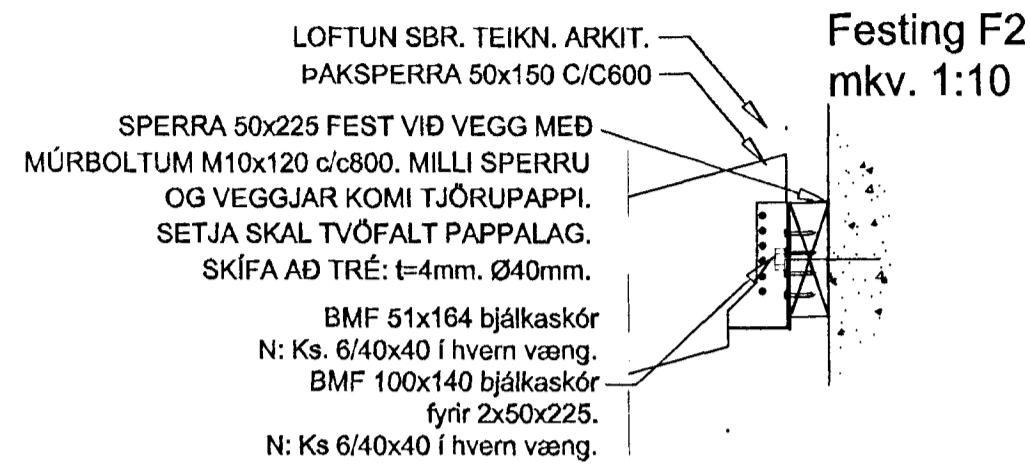 Festing F2
mkv. 1:10
LOFTUN SBR. TEIKN. ARKIT.
ÞAKSPERRA 50x150 C/C600
SPERRA 50x225 FEST VIÐ VEGG MEÐ
MÚRBOLTUM M10x120 c/c800. MILLI SPERRU
OG VEGGJAR KOMI TJÖRUPAPPI.
SETJA SKAL TVÖFALT PAPPALAG.
SKÍFA AÐ TRÉ: t=4mm. Ø40mm.
BMF 51x164 bjálkaskór
N: Ks. 6/40x40 í hvern væng.
BMF 100x140 bjálkaskór
fyrir 2x50x225.
N: Ks 6/40x40 í hvern væng.